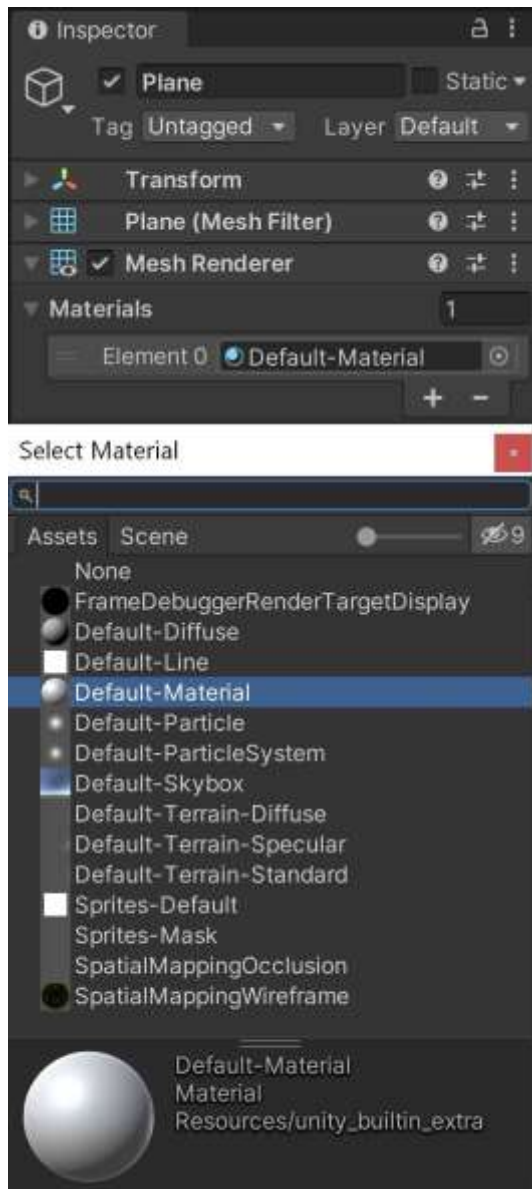 Inspector
Plane Static
Tag Untagged Layer Default
Transform
Plane (Mesh Filter)
Mesh Renderer
Materials 1
Element 0 Default-Material
+ -
Select Material
Assets Scene 9
None
FrameDebuggerRenderTargetDisplay
Default-Diffuse
Default-Line
Default-Material
Default-Particle
Default-ParticleSystem
Default-Skybox
Default-Terrain-Diffuse
Default-Terrain-Specular
Default-Terrain-Standard
Sprites-Default
Sprites-Mask
SpatialMappingOcclusion
SpatialMappingWireframe
Default-Material
Material
Resources/unity_builtin_extra